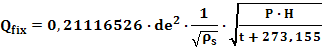 Q_fix = 0,21116526 · de² · 1/√ρ_s · √(P · H / (t + 273,155))